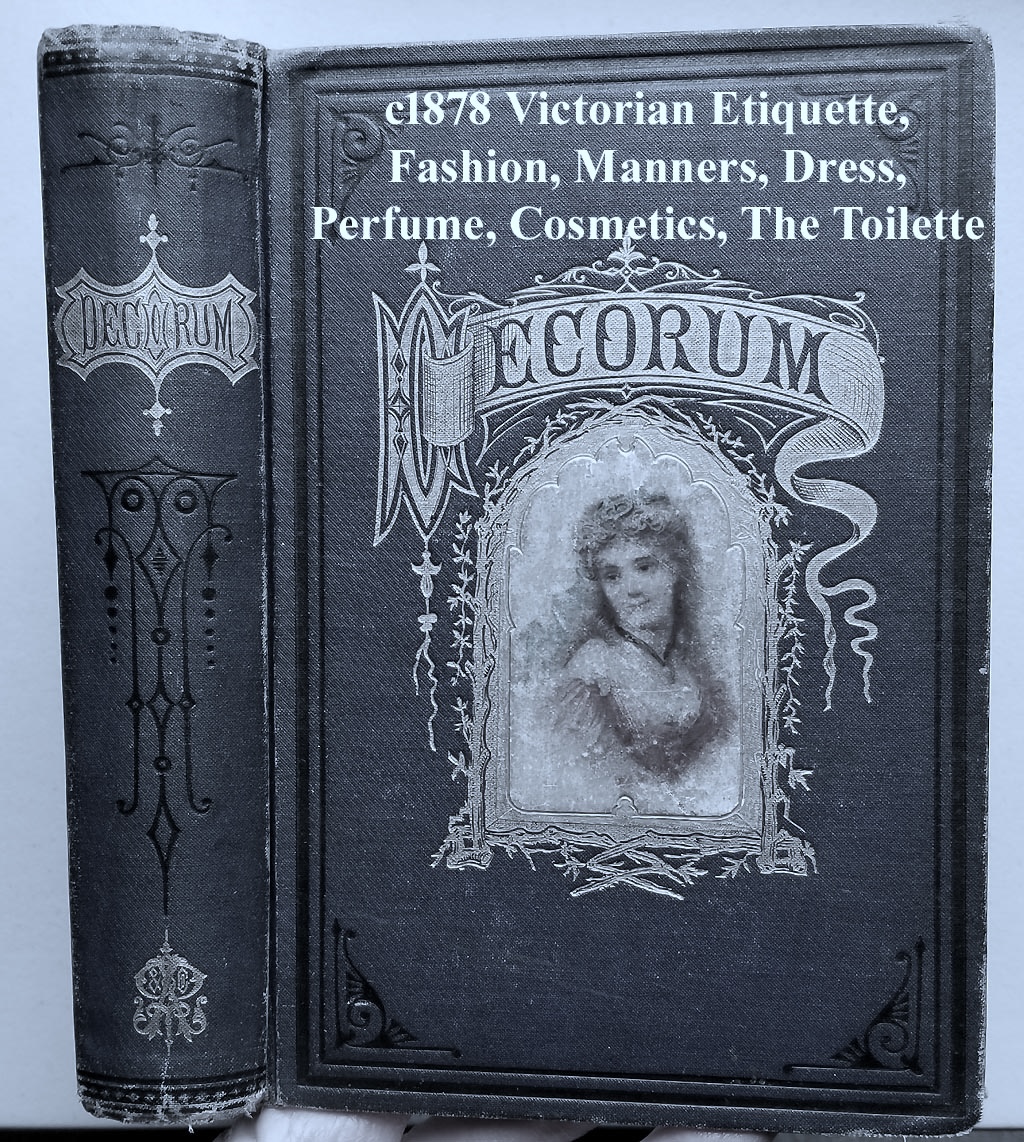 c1878 Victorian Etiquette,
Fashion, Manners, Dress,
Perfume, Cosmetics, The Toilette
DECORUM
DECORUM